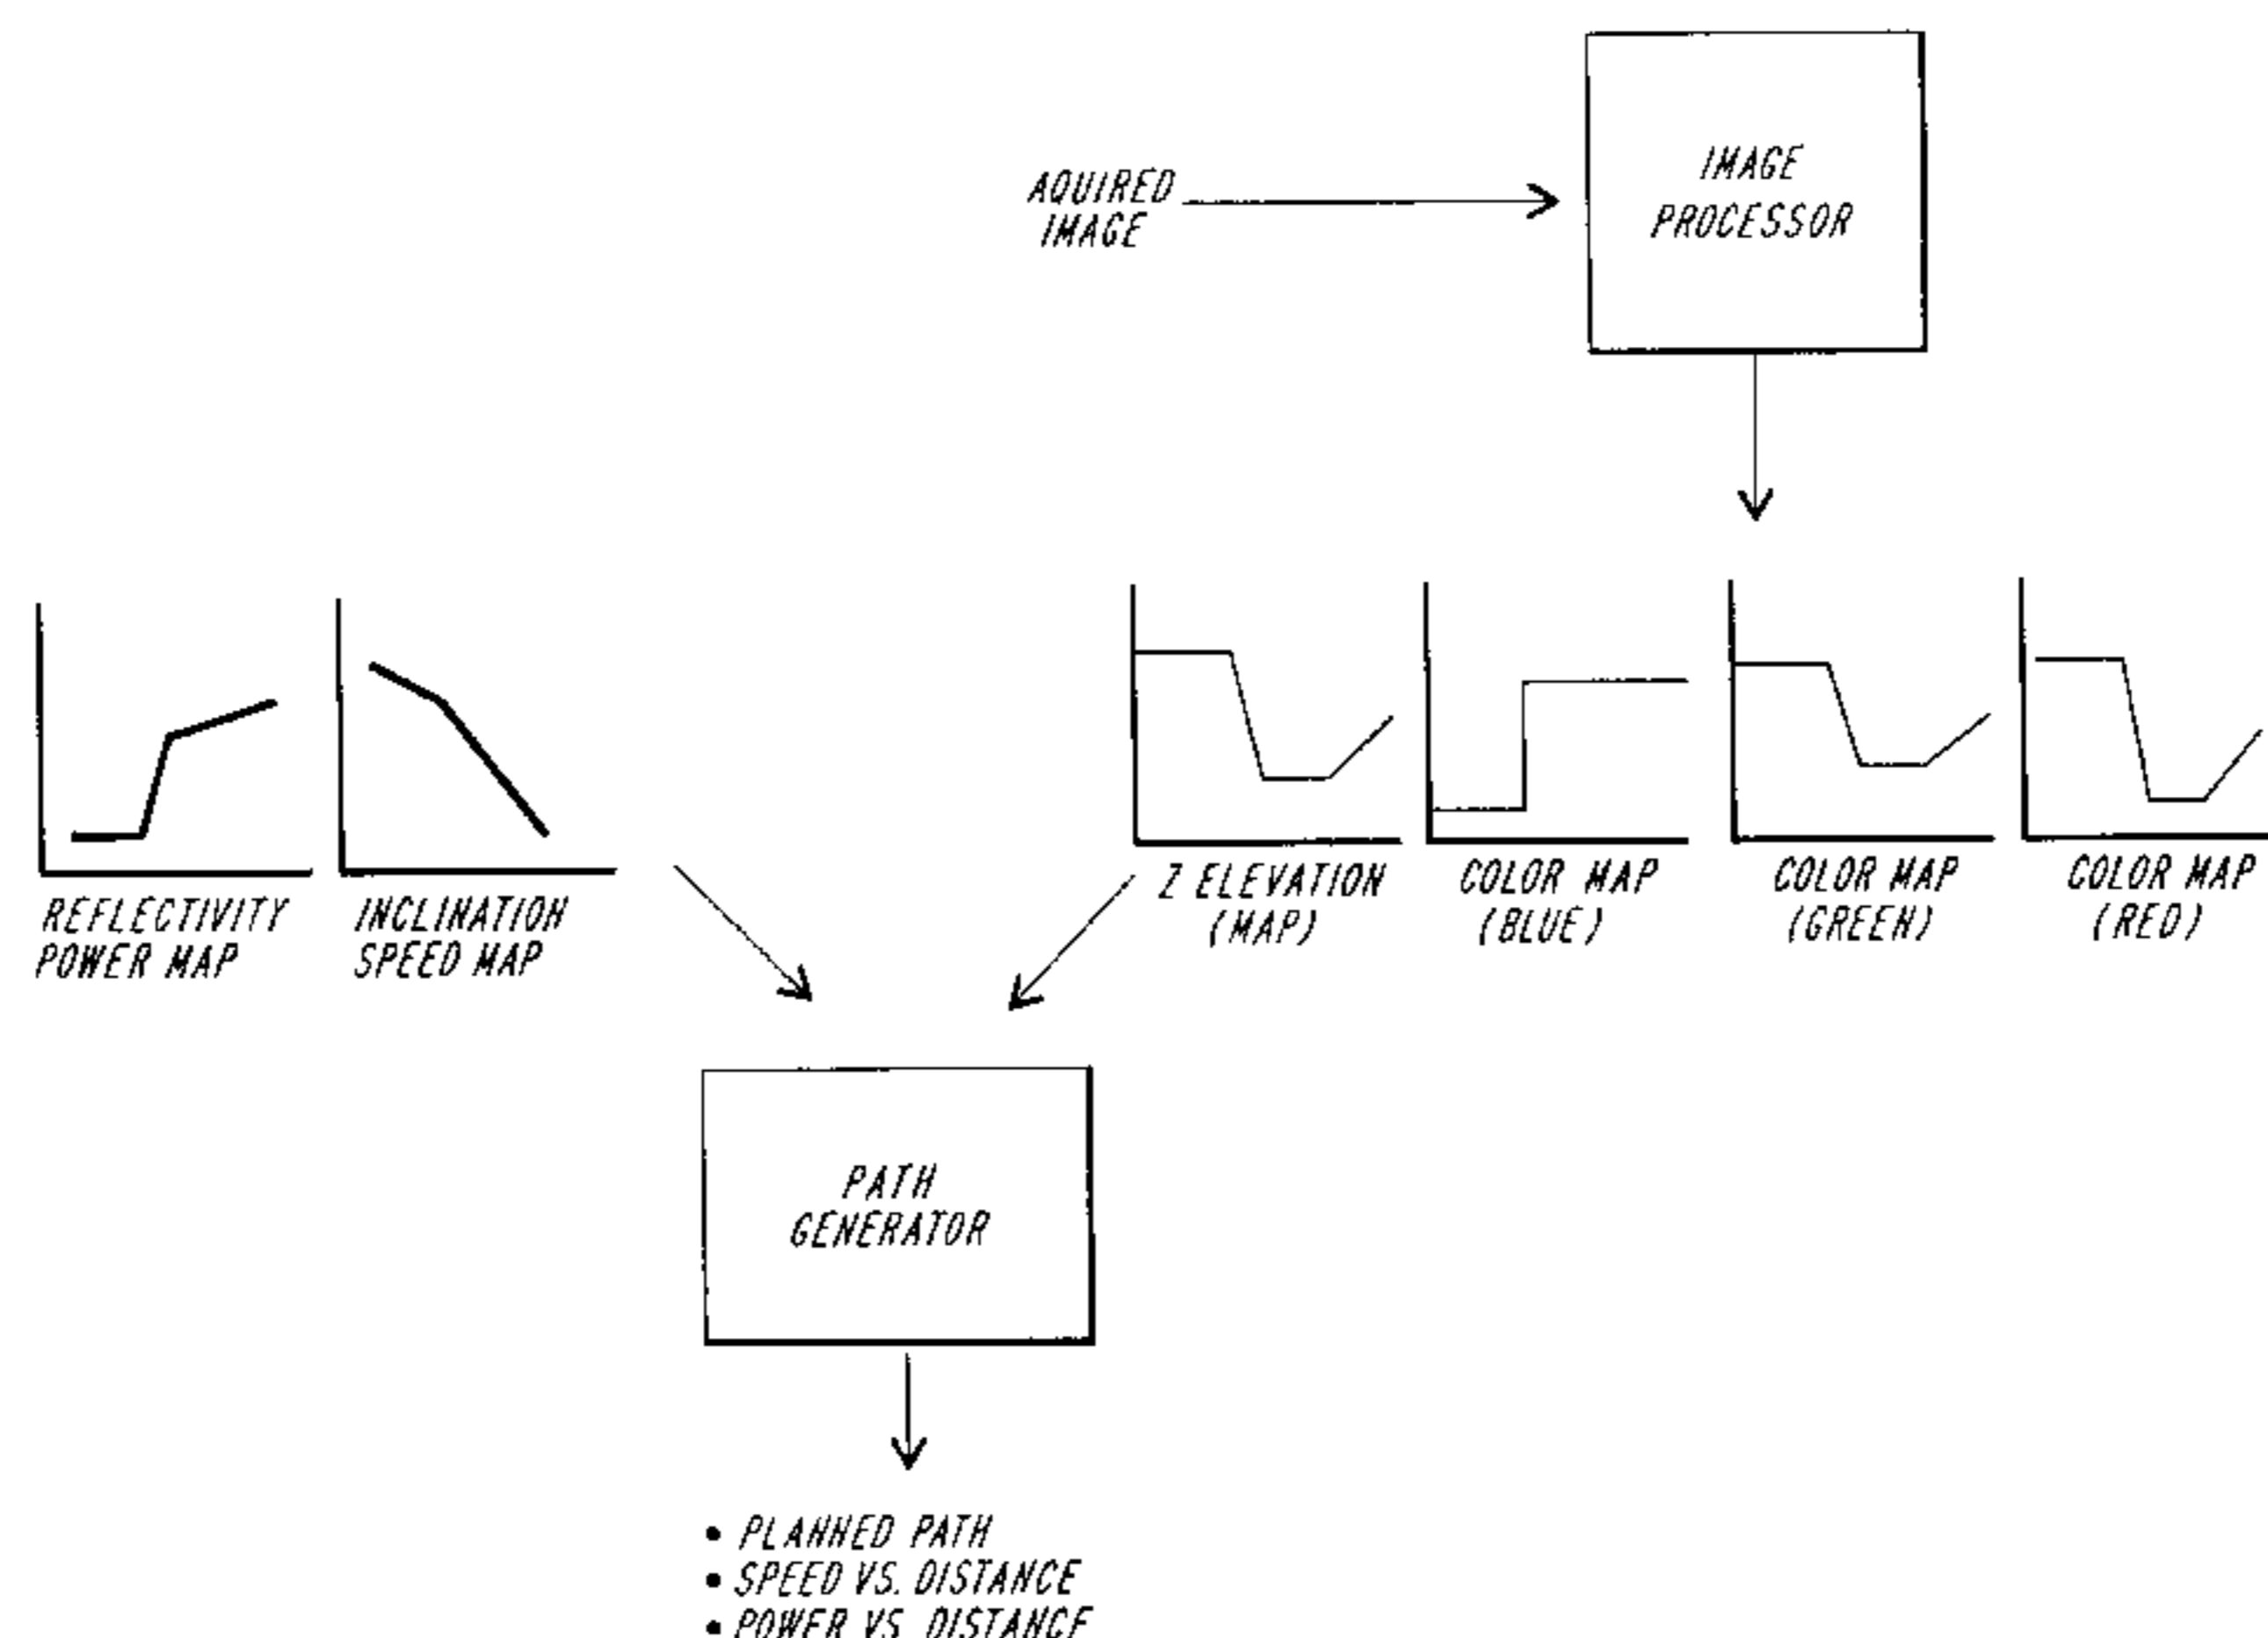 AQUIRED
IMAGE
IMAGE
PROCESSOR
REFLECTIVITY
POWER MAP
INCLINATION
SPEED MAP
Z ELEVATION
(MAP)
COLOR MAP
(BLUE)
COLOR MAP
(GREEN)
COLOR MAP
(RED)
PATH
GENERATOR
• PLANNED PATH
• SPEED VS. DISTANCE
• POWER VS. DISTANCE